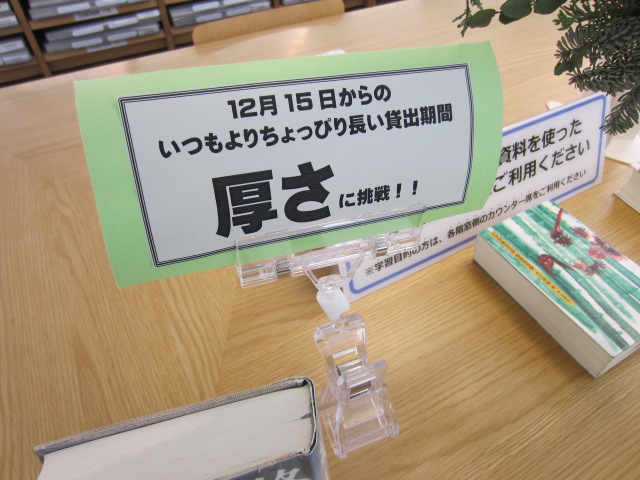 12月15日からの
いつもよりちょっぴり長い貸出期間
厚さに挑戦!!
資料を使った
ご利用ください
※学習目的の方は、各階窓側のカウンター席をご利用ください